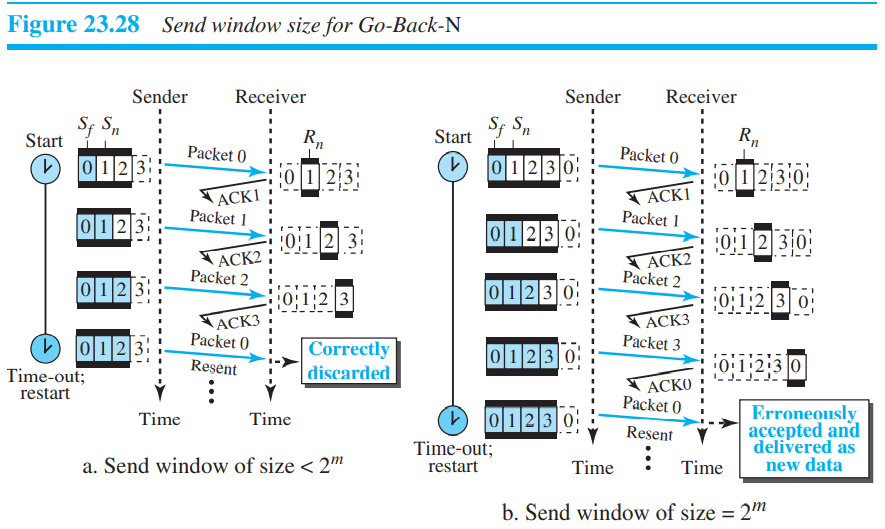 Figure 23.28 Send window size for Go-Back-N
Sender Receiver
Start
Sf Sn
0 1 2 3
Packet 0
Rn
0 1 2 3
ACK1
0 1 2 3
Packet 1
0 1 2 3
ACK2
0 1 2 3
Packet 2
0 1 2 3
ACK3
0 1 2 3
Packet 0
Resent
Correctly
discarded
Time-out;
restart
Time Time
a. Send window of size < 2^m
Sender Receiver
Start
Sf Sn
0 1 2 3 0
Packet 0
Rn
0 1 2 3 0
ACK1
0 1 2 3 0
Packet 1
0 1 2 3 0
ACK2
0 1 2 3 0
Packet 2
0 1 2 3 0
ACK3
0 1 2 3 0
Packet 3
0 1 2 3 0
ACK0
0 1 2 3 0
Packet 0
Resent
Erroneously
accepted and
delivered as
new data
Time-out;
restart
Time Time
b. Send window of size = 2^m